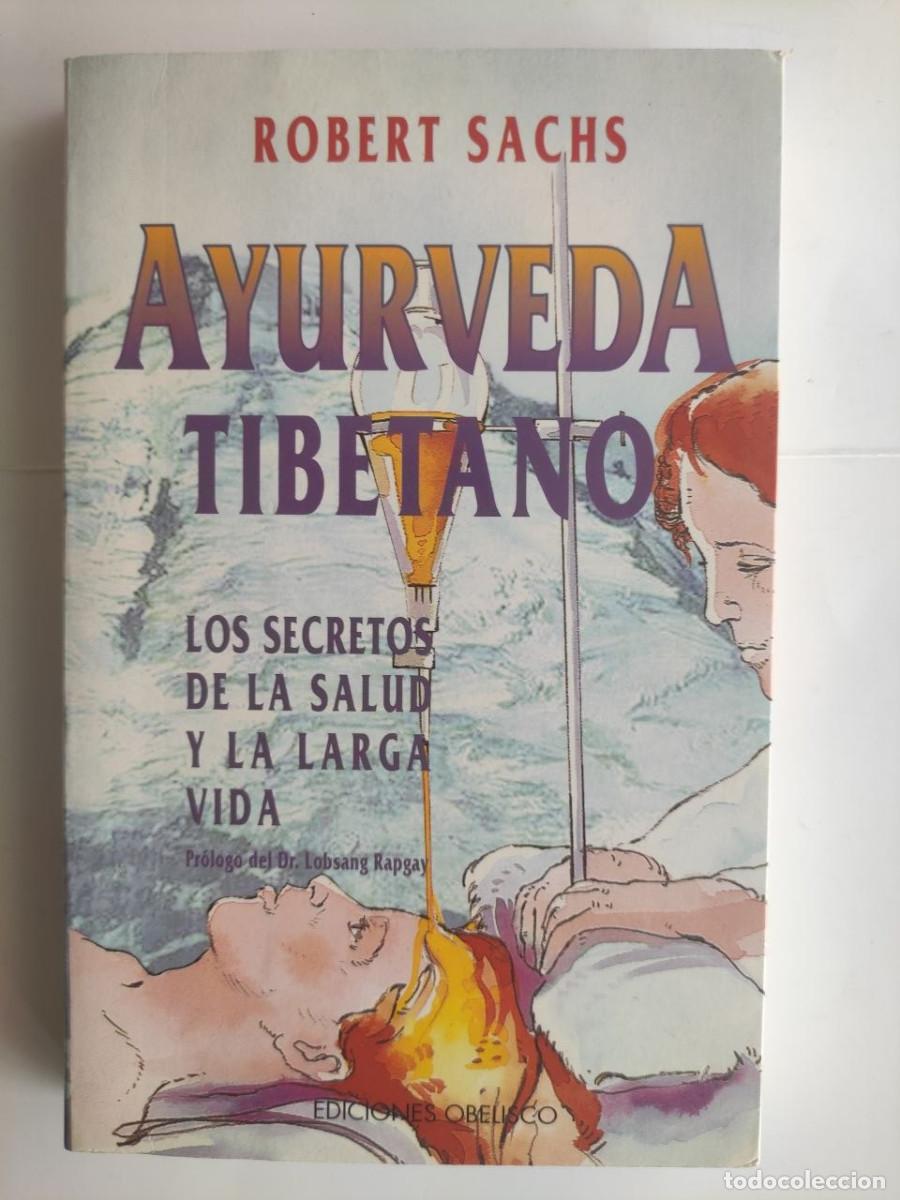 ROBERT SACHS
AYURVEDA
TIBETANO
LOS SECRETOS
DE LA SALUD
Y LA LARGA
VIDA
Prólogo del Dr. Lobsang Rapgay
EDICIONES OBELISCO
todocoleccion